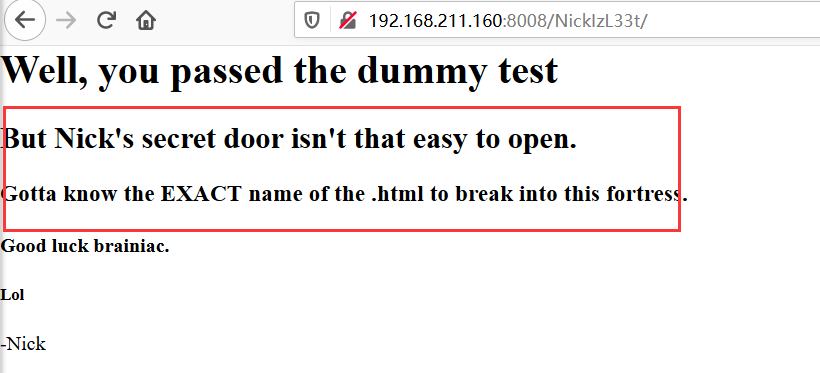 192.168.211.160:8008/NickIzL33t/
Well, you passed the dummy test
But Nick's secret door isn't that easy to open.
Gotta know the EXACT name of the .html to break into this fortress.
Good luck brainiac.
Lol
-Nick